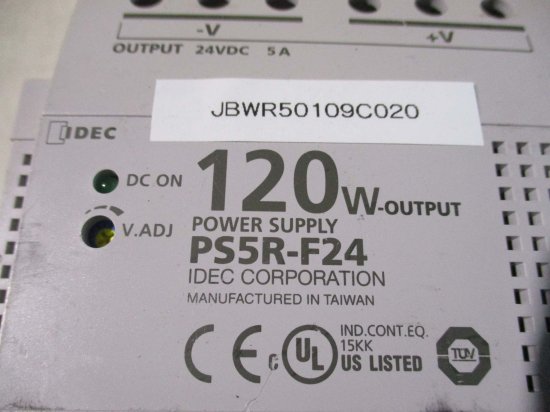 -V
+V
OUTPUT 24VDC 5A
JBWR50109C020
IDEC
120W-OUTPUT
DC ON
V.ADJ
POWER SUPPLY
PS5R-F24
IDEC CORPORATION
MANUFACTURED IN TAIWAN
CE
c UL
IND.CONT.EQ.
15KK
US LISTED
TÜV